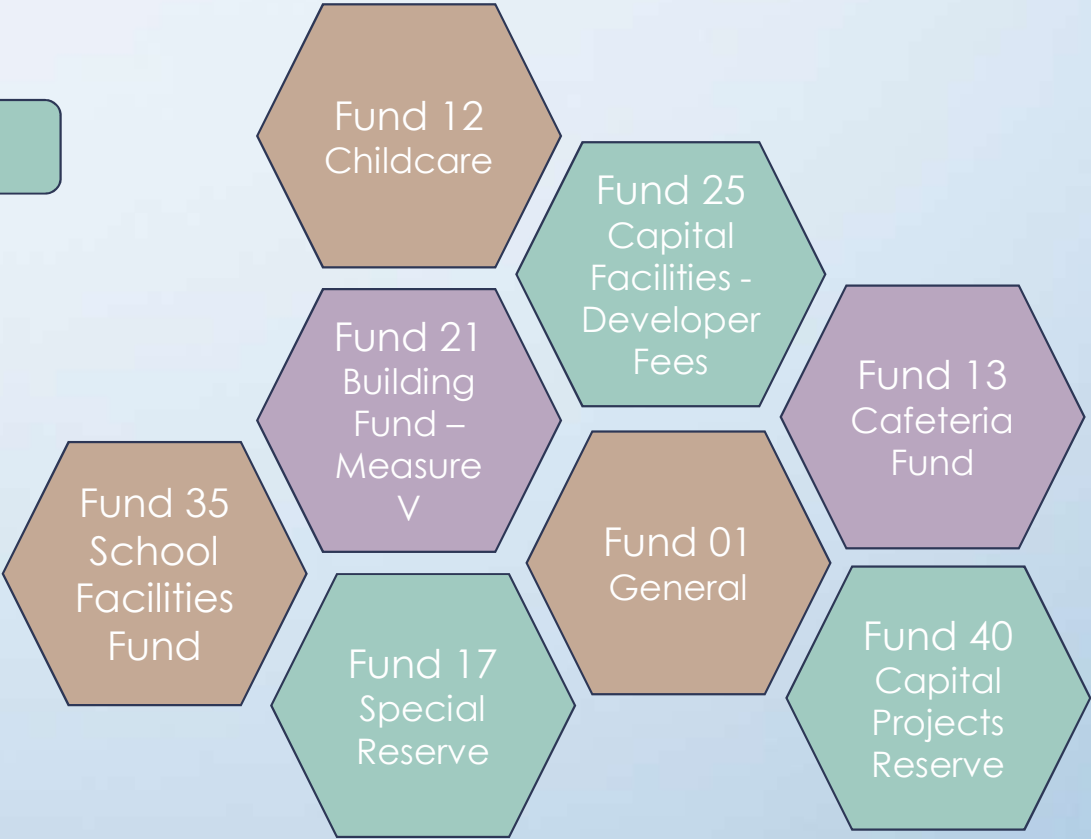 Fund 12
Childcare
Fund 25
Capital
Facilities -
Developer
Fees
Fund 21
Building
Fund –
Measure
V
Fund 13
Cafeteria
Fund
Fund 35
School
Facilities
Fund
Fund 01
General
Fund 17
Special
Reserve
Fund 40
Capital
Projects
Reserve